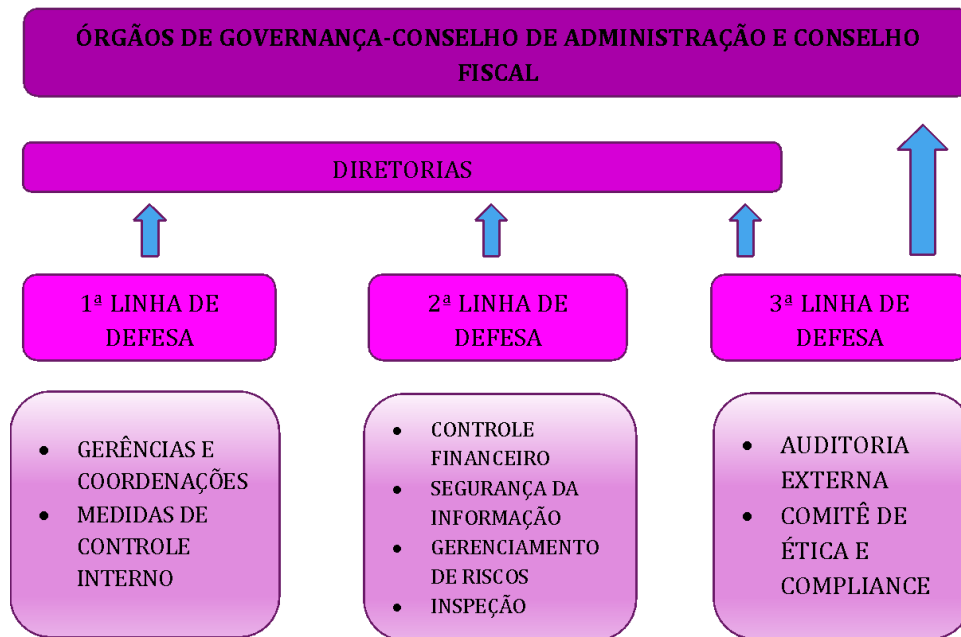 ÓRGÃOS DE GOVERNANÇA-CONSELHO DE ADMINISTRAÇÃO E CONSELHO
FISCAL
DIRETORIAS
1ª LINHA DE
DEFESA
2ª LINHA DE
DEFESA
3ª LINHA DE
DEFESA
• GERÊNCIAS E
COORDENAÇÕES
• MEDIDAS DE
CONTROLE
INTERNO
• CONTROLE
FINANCEIRO
• SEGURANÇA DA
INFORMAÇÃO
• GERENCIAMENTO
DE RISCOS
• INSPEÇÃO
• AUDITORIA
EXTERNA
• COMITÊ DE
ÉTICA E
COMPLIANCE